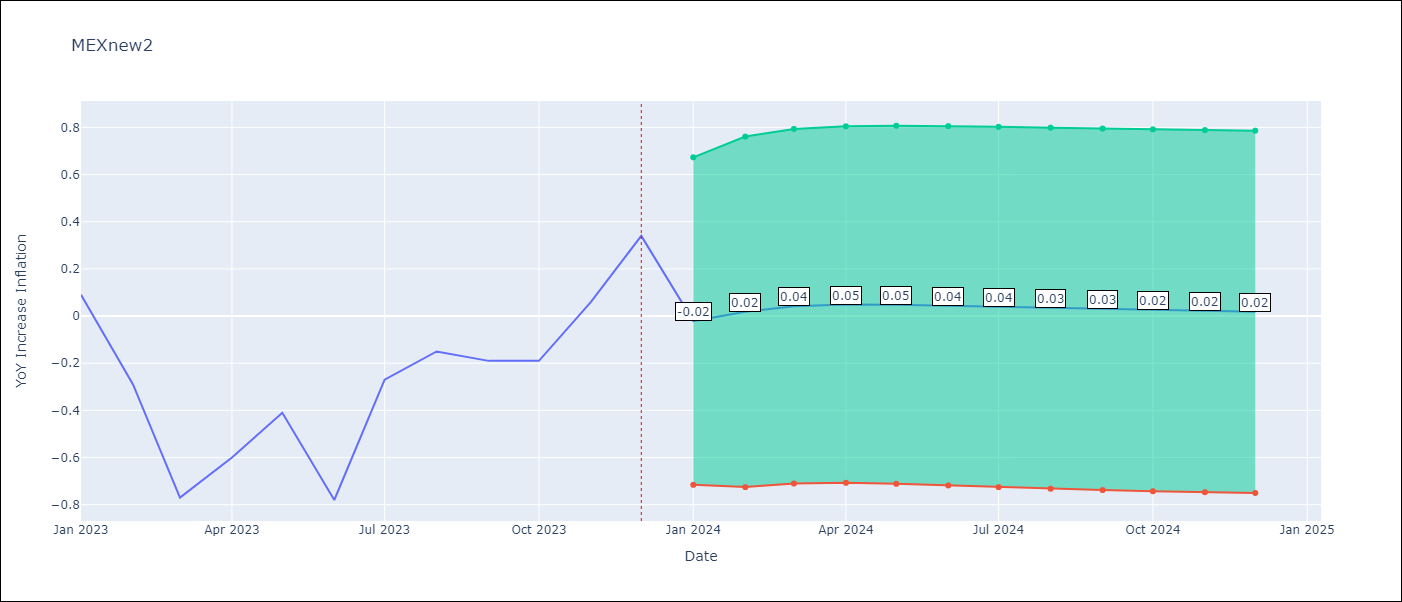 MEXnew2
YoY Increase Inflation
0.8
0.6
0.4
0.2
0
−0.2
−0.4
−0.6
−0.8
-0.02
0.02
0.04
0.05
0.05
0.04
0.04
0.03
0.03
0.02
0.02
0.02
Jan 2023
Apr 2023
Jul 2023
Oct 2023
Jan 2024
Apr 2024
Jul 2024
Oct 2024
Jan 2025
Date